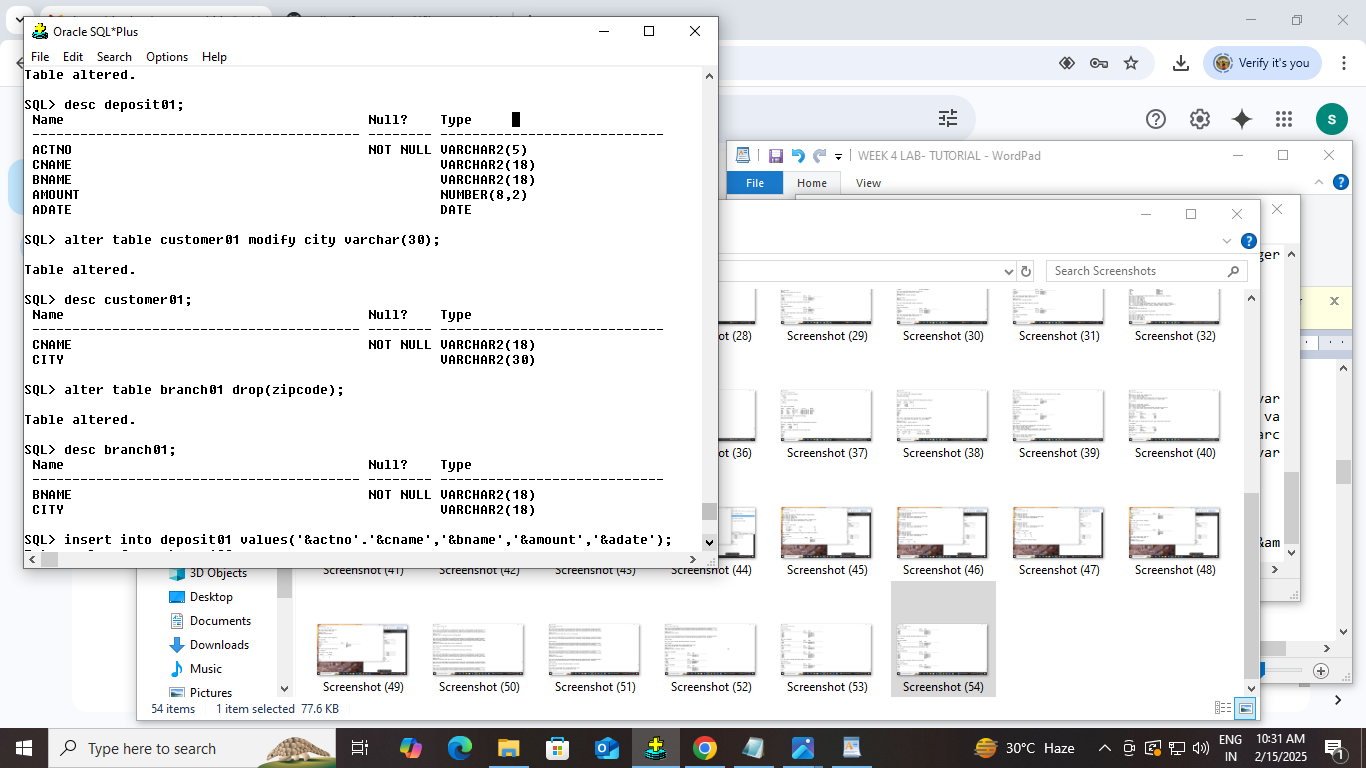 Oracle SQL*Plus
File Edit Search Options Help
Table altered.
SQL> desc deposit01;
Name Null? Type
ACTNO NOT NULL VARCHAR2(5)
CNAME VARCHAR2(18)
BNAME VARCHAR2(18)
AMOUNT NUMBER(8,2)
ADATE DATE
SQL> alter table customer01 modify city varchar(30);
Table altered.
SQL> desc customer01;
Name Null? Type
CNAME NOT NULL VARCHAR2(18)
CITY VARCHAR2(30)
SQL> alter table branch01 drop(zipcode);
Table altered.
SQL> desc branch01;
Name Null? Type
BNAME NOT NULL VARCHAR2(18)
CITY VARCHAR2(18)
SQL> insert into deposit01 values('&actno'.'&cname','&bname','&amount','&adate');
Verify it's you
S
WEEK 4 LAB- TUTORIAL - WordPad
File Home View
ger
Search Screenshots
ot (28) Screenshot (29) Screenshot (30) Screenshot (31) Screenshot (32)
var
va
arc
var
ot (36) Screenshot (37) Screenshot (38) Screenshot (39) Screenshot (40)
&am
Screenshot (41) Screenshot (42) Screenshot (43) Screenshot (44) Screenshot (45) Screenshot (46) Screenshot (47) Screenshot (48)
3D Objects
Desktop
Documents
Downloads
Music
Pictures
Screenshot (49) Screenshot (50) Screenshot (51) Screenshot (52) Screenshot (53) Screenshot (54)
54 items 1 item selected 77.6 KB
Type here to search
30°C Haze
ENG
IN
10:31 AM
2/15/2025
1